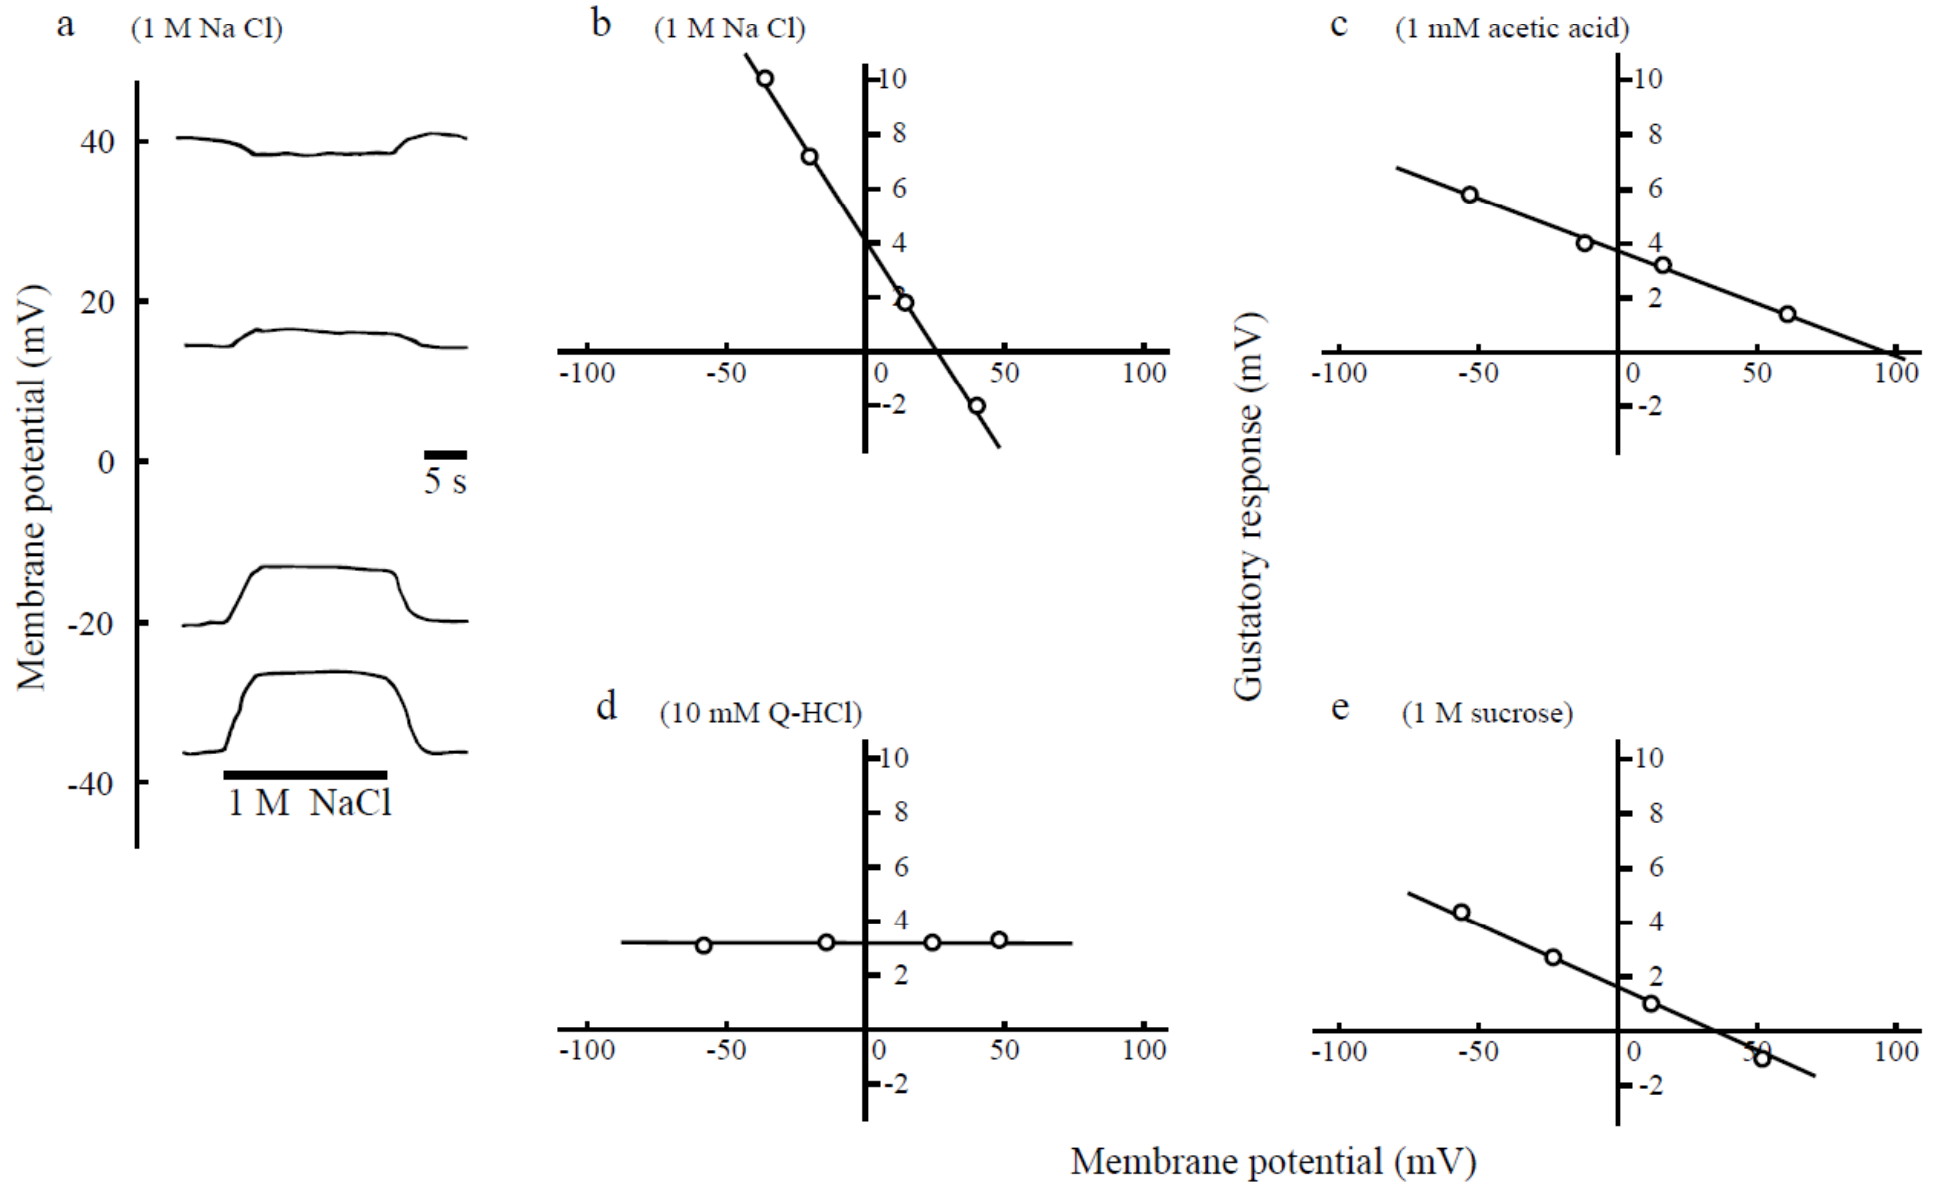 a (1 M Na Cl)
40
20
0
-20
-40
5 s
1 M NaCl
Membrane potential (mV)
b (1 M Na Cl)
10
8
6
4
2
-2
-100 -50 0 50 100
c (1 mM acetic acid)
10
8
6
4
2
-2
-100 -50 0 50 100
Gustatory response (mV)
d (10 mM Q-HCl)
10
8
6
4
2
-2
-100 -50 0 50 100
e (1 M sucrose)
10
8
6
4
2
-2
-100 -50 0 50 100
Membrane potential (mV)